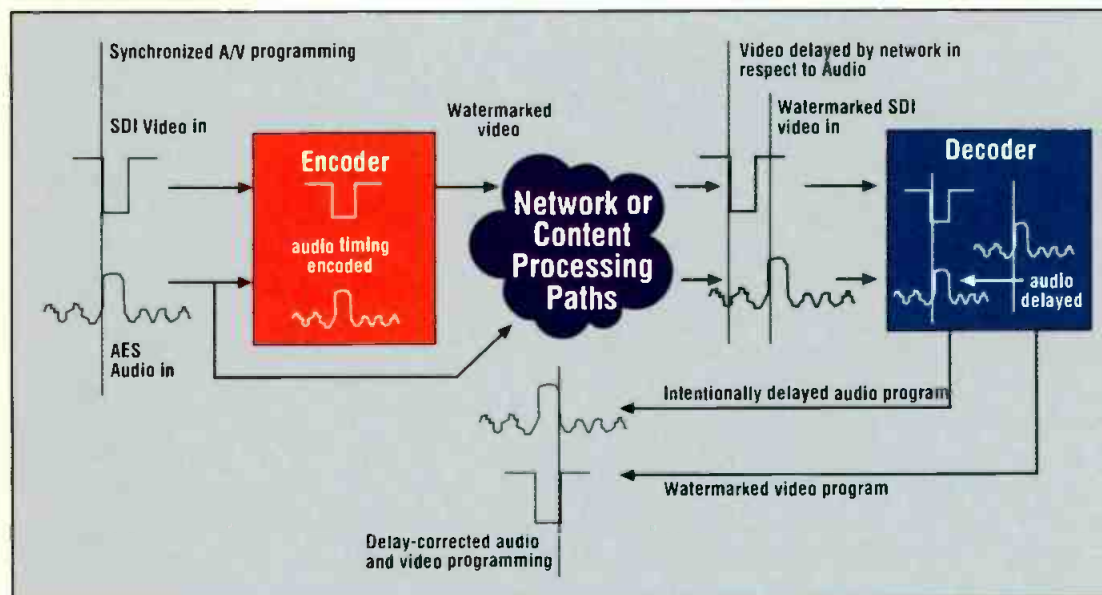 Synchronized A/V programming
SDI Video in
AES
Audio in
Encoder
audio timing
encoded
Watermarked
video
Network or
Content
Processing
Paths
Video delayed by network in
respect to Audio
Watermarked SDI
video in
Decoder
audio
delayed
Intentionally delayed audio program
Watermarked video program
Delay-corrected audio
and video programming